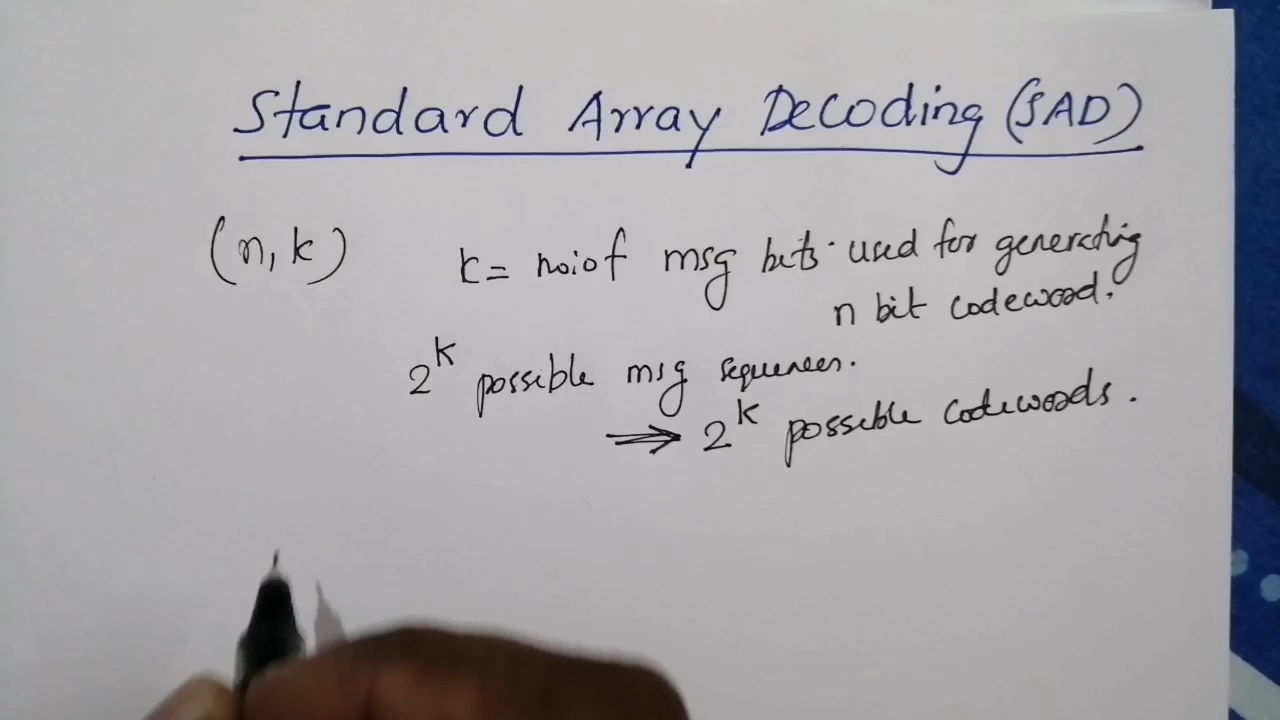 Standard Array Decoding (SAD)
(n, k) k = no. of msg bits used for generating
n bit codeword.
2^k possible msg sequences.
⇒ 2^k possible codewords.